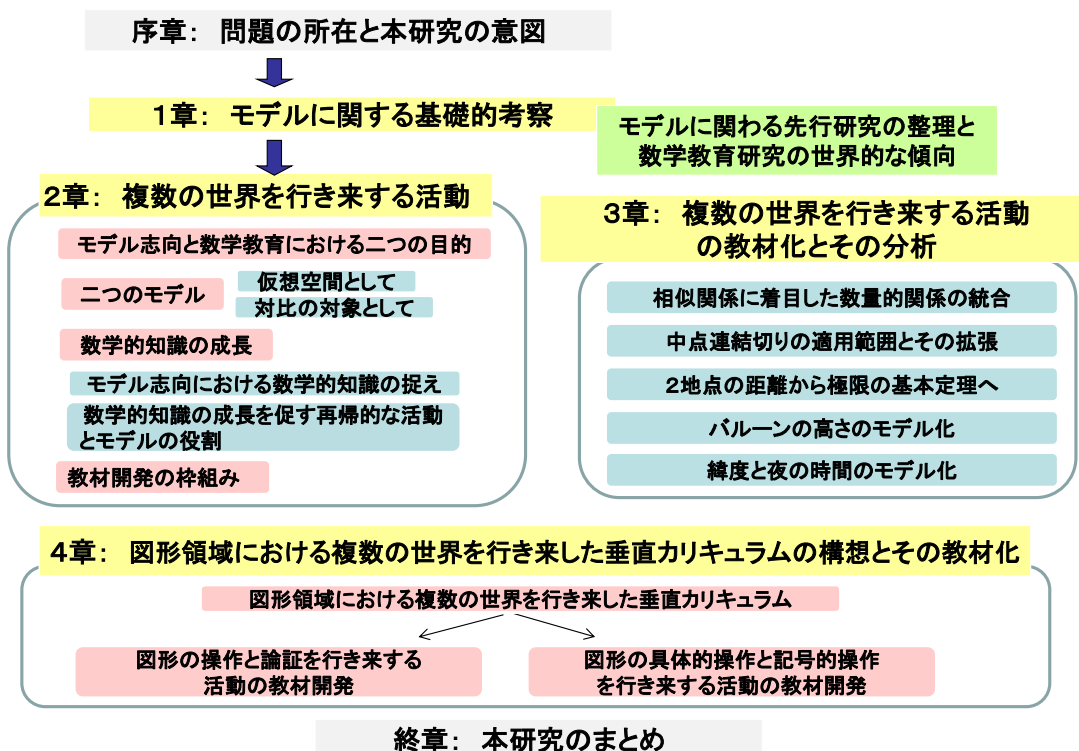 序章： 問題の所在と本研究の意図
１章： モデルに関する基礎的考察
モデルに関わる先行研究の整理と
数学教育研究の世界的な傾向
２章： 複数の世界を行き来する活動
モデル志向と数学教育における二つの目的
二つのモデル
仮想空間として
対比の対象として
数学的知識の成長
モデル志向における数学的知識の捉え
数学的知識の成長を促す再帰的な活動
とモデルの役割
教材開発の枠組み
３章： 複数の世界を行き来する活動
の教材化とその分析
相似関係に着目した数量的関係の統合
中点連結切りの適用範囲とその拡張
２地点の距離から極限の基本定理へ
バルーンの高さのモデル化
緯度と夜の時間のモデル化
４章： 図形領域における複数の世界を行き来した垂直カリキュラムの構想とその教材化
図形領域における複数の世界を行き来した垂直カリキュラム
図形の操作と論証を行き来する
活動の教材開発
図形の具体的操作と記号的操作
を行き来する活動の教材開発
終章： 本研究のまとめ